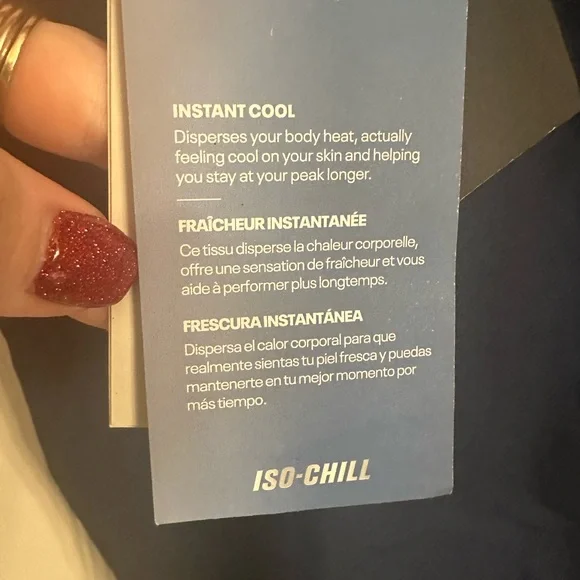 INSTANT COOL
Disperses your body heat, actually
feeling cool on your skin and helping
you stay at your peak longer.
FRAÎCHEUR INSTANTANÉE
Ce tissu disperse la chaleur corporelle,
offre une sensation de fraîcheur et vous
aide à performer plus longtemps.
FRESCURA INSTANTÁNEA
Dispersa el calor corporal para que
realmente sientas tu piel fresca y puedas
mantenerte en tu mejor momento por
más tiempo.
ISO-CHILL